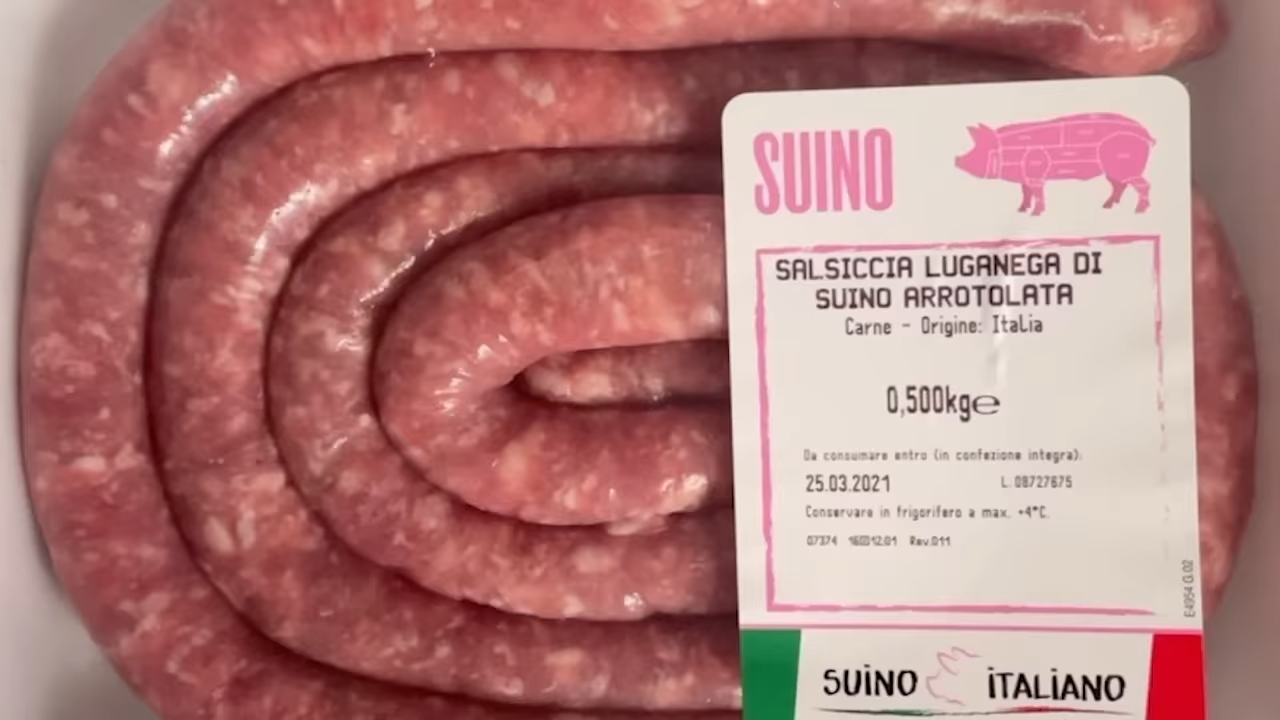 SUINO
SALSICCIA LUGANEGA DI
SUINO ARROTOLATA
Carne - Origine: Italia
0,500kg℮
Da consumare entro (in confezione integra):
25.03.2021 L.08727675
Conservare in frigorifero a max. +4°C.
07374 Rev.011
E4954 G.02
SUINO ITALIANO